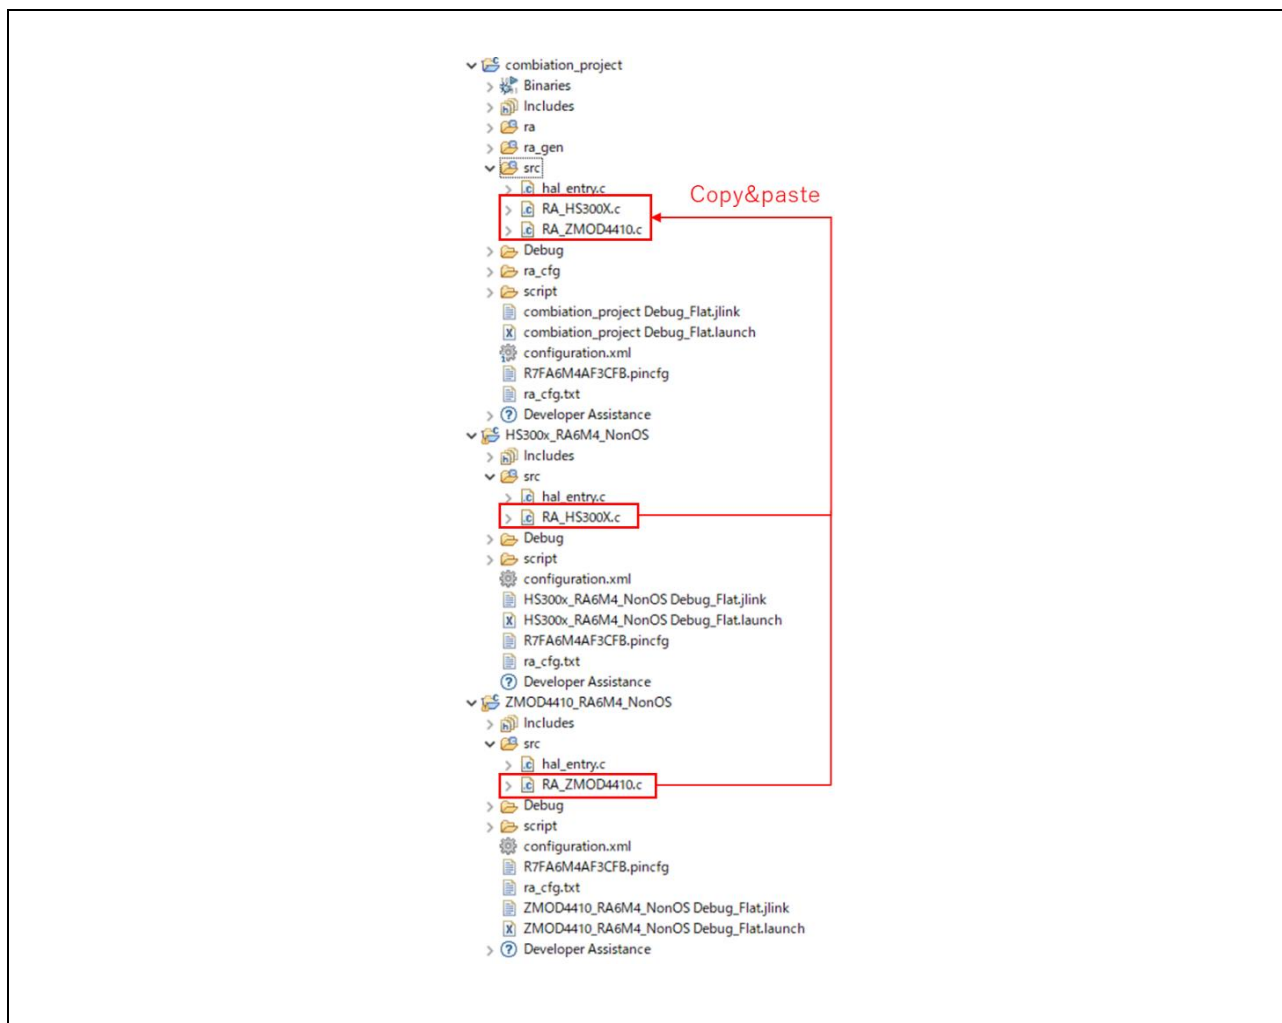 combiation_project
Binaries
Includes
ra
ra_gen
src
hal_entry.c
RA_HS300X.c
RA_ZMOD4410.c
Copy&paste
Debug
ra_cfg
script
combiation_project Debug_Flat.jlink
combiation_project Debug_Flat.launch
configuration.xml
R7FA6M4AF3CFB.pincfg
ra_cfg.txt
Developer Assistance
HS300x_RA6M4_NonOS
Includes
src
hal_entry.c
RA_HS300X.c
Debug
script
configuration.xml
HS300x_RA6M4_NonOS Debug_Flat.jlink
HS300x_RA6M4_NonOS Debug_Flat.launch
R7FA6M4AF3CFB.pincfg
ra_cfg.txt
Developer Assistance
ZMOD4410_RA6M4_NonOS
Includes
src
hal_entry.c
RA_ZMOD4410.c
Debug
script
configuration.xml
R7FA6M4AF3CFB.pincfg
ra_cfg.txt
ZMOD4410_RA6M4_NonOS Debug_Flat.jlink
ZMOD4410_RA6M4_NonOS Debug_Flat.launch
Developer Assistance